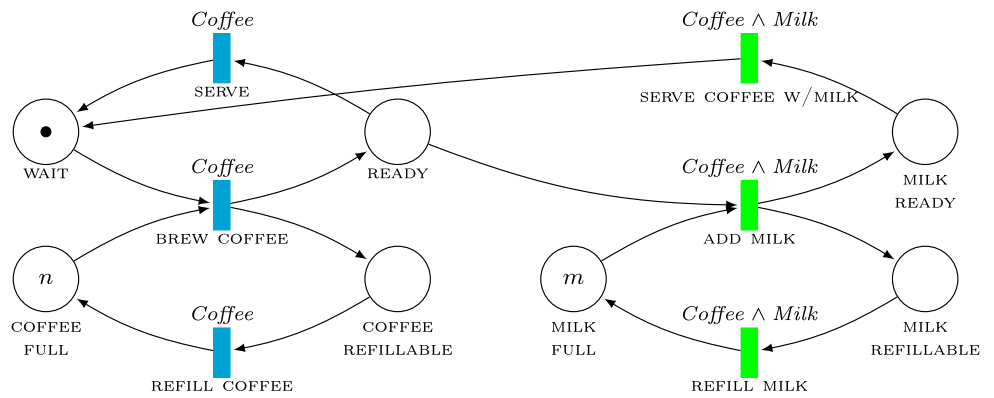 Coffee
Coffee ∧ Milk
SERVE
SERVE COFFEE W/MILK
n
m
WAIT
READY
MILK
READY
Coffee
Coffee ∧ Milk
BREW COFFEE
ADD MILK
COFFEE
FULL
COFFEE
REFILLABLE
MILK
FULL
MILK
REFILLABLE
Coffee
Coffee ∧ Milk
REFILL COFFEE
REFILL MILK